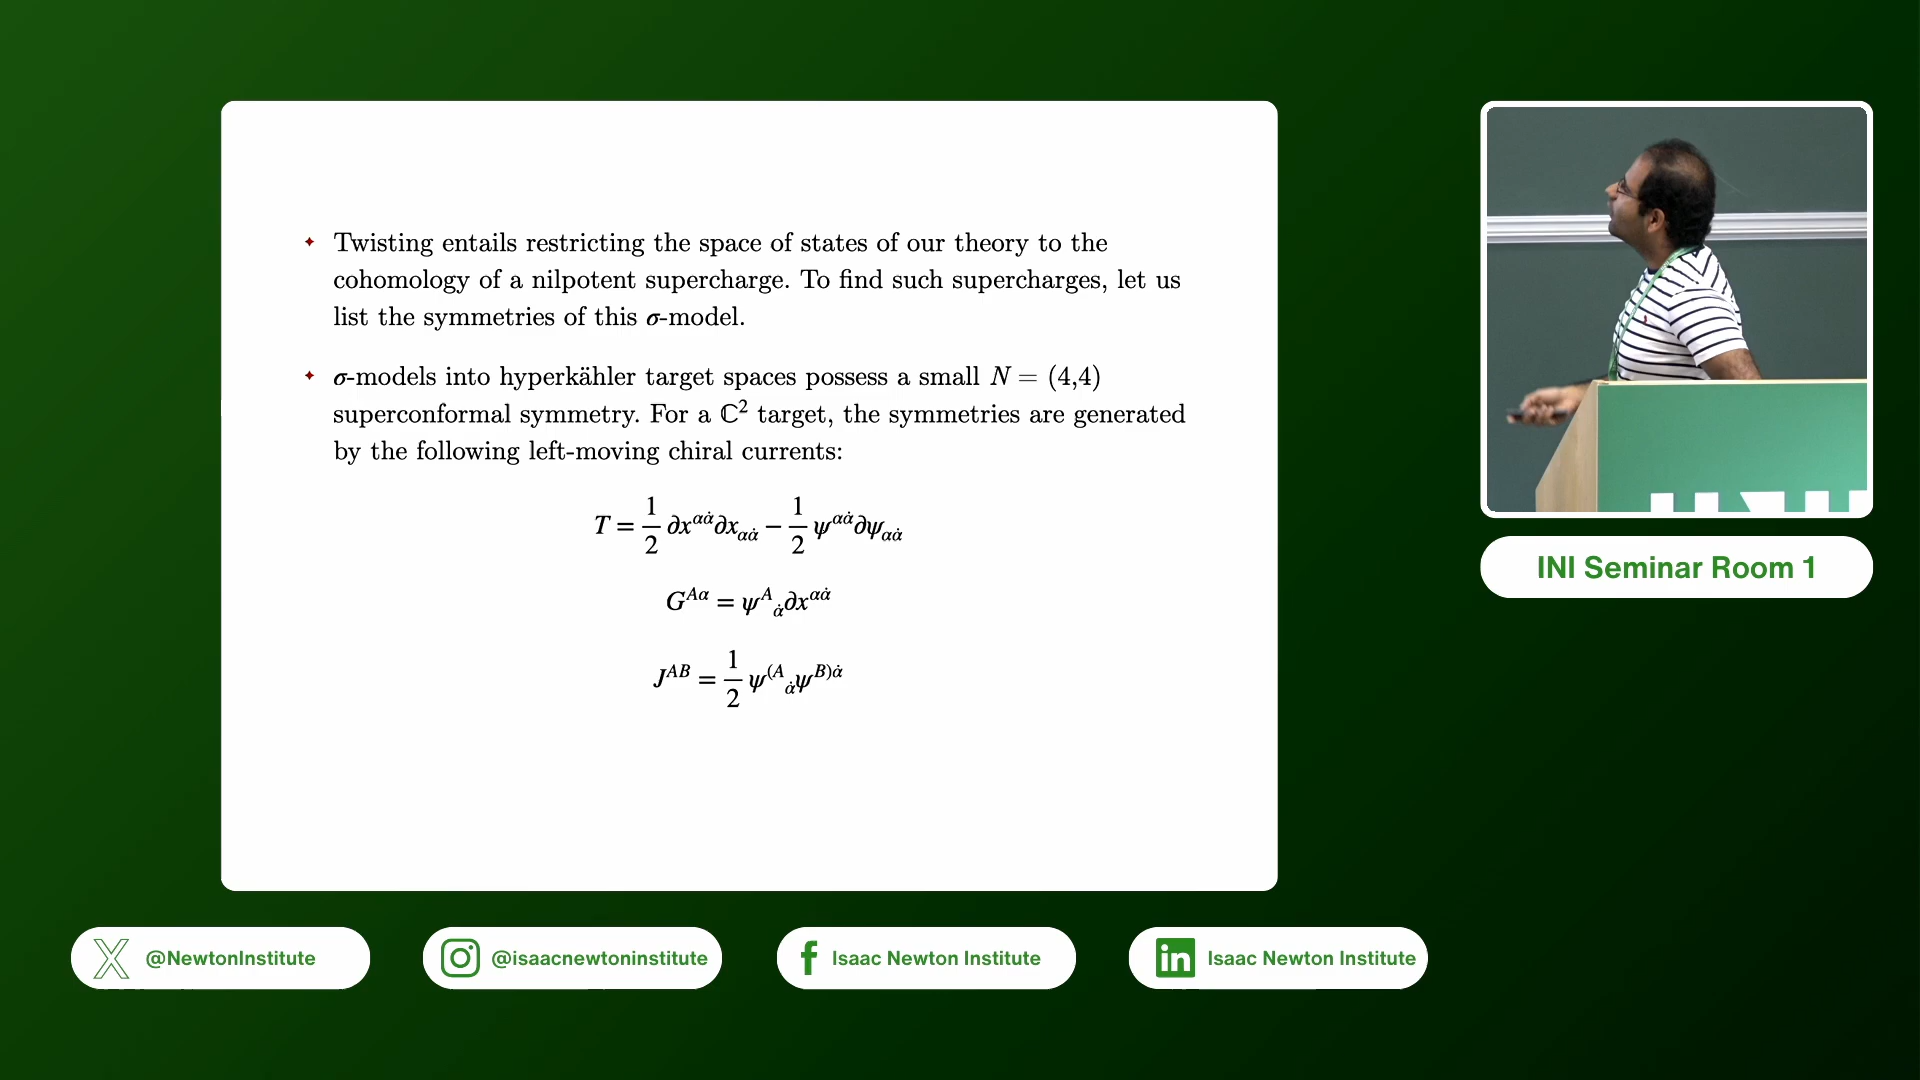 Twisting entails restricting the space of states of our theory to the
cohomology of a nilpotent supercharge. To find such supercharges, let us
list the symmetries of this σ-model.
σ-models into hyperkähler target spaces possess a small N = (4,4)
superconformal symmetry. For a ℂ² target, the symmetries are generated
by the following left-moving chiral currents:
T = 1/2 ∂x^{αα̇}∂x_{αα̇} − 1/2 ψ^{αα̇}∂ψ_{αα̇}
G^{Aα} = ψ^A_{α̇}∂x^{αα̇}
J^{AB} = 1/2 ψ^{(A}_{α̇}ψ^{B)α̇}
INI Seminar Room 1
@NewtonInstitute
@isaacnewtoninstitute
Isaac Newton Institute
Isaac Newton Institute